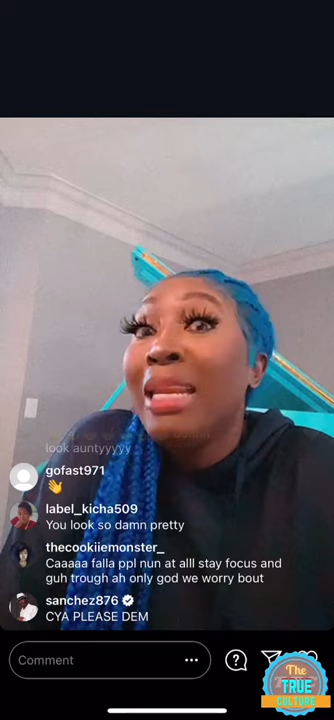 look auntyyyyy
gofast971
👋
label_kicha509
You look so damn pretty
thecookiiemonster_
Caaaaa falla ppl nun at alll stay focus and
guh trough ah only god we worry bout
sanchez876
CYA PLEASE DEM
Comment
The
TRUE
CULTURE